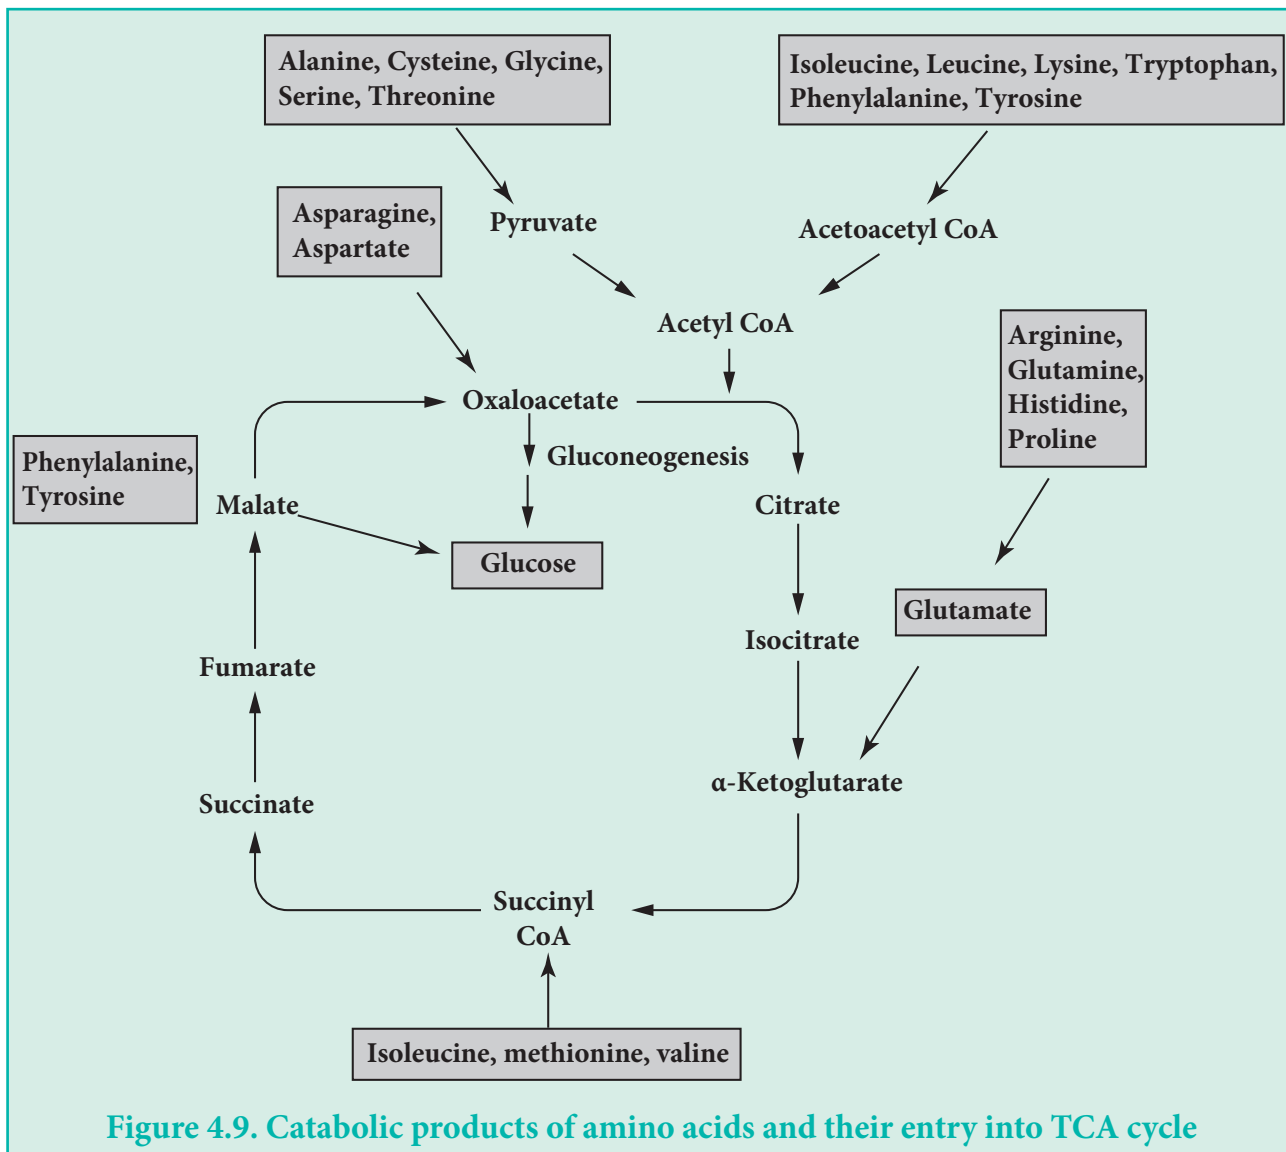 Alanine, Cysteine, Glycine,
Serine, Threonine
Isoleucine, Leucine, Lysine, Tryptophan,
Phenylalanine, Tyrosine
Asparagine,
Aspartate
Pyruvate
Acetoacetyl CoA
Acetyl CoA
Arginine,
Glutamine,
Histidine,
Proline
Oxaloacetate
Gluconeogenesis
Phenylalanine,
Tyrosine
Malate
Citrate
Glucose
Glutamate
Isocitrate
Fumarate
α-Ketoglutarate
Succinate
Succinyl
CoA
Isoleucine, methionine, valine
Figure 4.9. Catabolic products of amino acids and their entry into TCA cycle